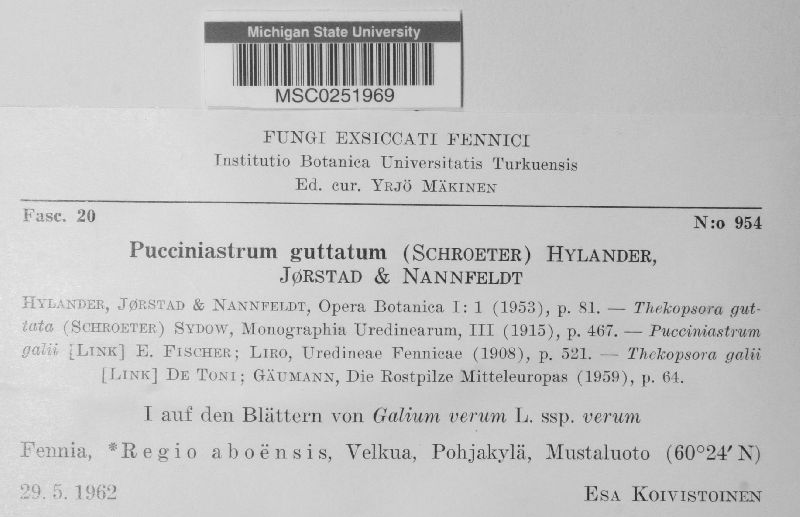 Michigan State University
MSC0251969
FUNGI EXSICCATI FENNICI
Institutio Botanica Universitatis Turkuensis
Ed. cur. YRJÖ MÄKINEN
Fasc. 20 N:o 954
Pucciniastrum guttatum (SCHROETER) HYLANDER,
JØRSTAD & NANNFELDT
HYLANDER, JØRSTAD & NANNFELDT, Opera Botanica I: 1 (1953), p. 81. — Thekopsora gut-
tata (SCHROETER) SYDOW, Monographia Uredinearum, III (1915), p. 467. — Pucciniastrum
galii [LINK] E. FISCHER; LIRO, Uredineae Fennicae (1908), p. 521. — Thekopsora galii
[LINK] DE TONI; GÄUMANN, Die Rostpilze Mitteleuropas (1959), p. 64.
I auf den Blättern von Galium verum L. ssp. verum
Fennia, *Regio aboënsis, Velkua, Pohjakylä, Mustaluoto (60°24′ N)
29. 5. 1962 ESA KOIVISTOINEN